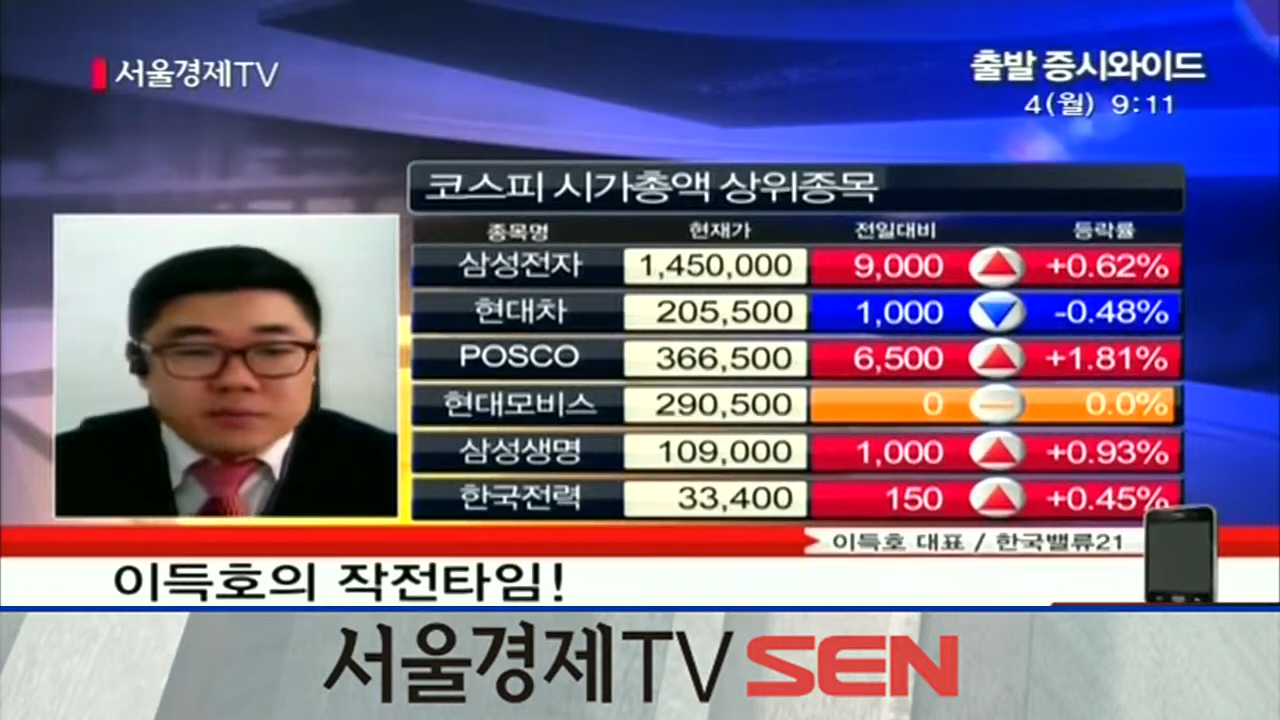 서울경제TV
출발 증시와이드
4(월) 9:11
코스피 시가총액 상위종목
종목명 현재가 전일대비 등락률
삼성전자 1,450,000 9,000 +0.62%
현대차 205,500 1,000 -0.48%
POSCO 366,500 6,500 +1.81%
현대모비스 290,500 0 0.0%
삼성생명 109,000 1,000 +0.93%
한국전력 33,400 150 +0.45%
이득호 대표 / 한국밸류21
이득호의 작전타임!
서울경제TV SEN